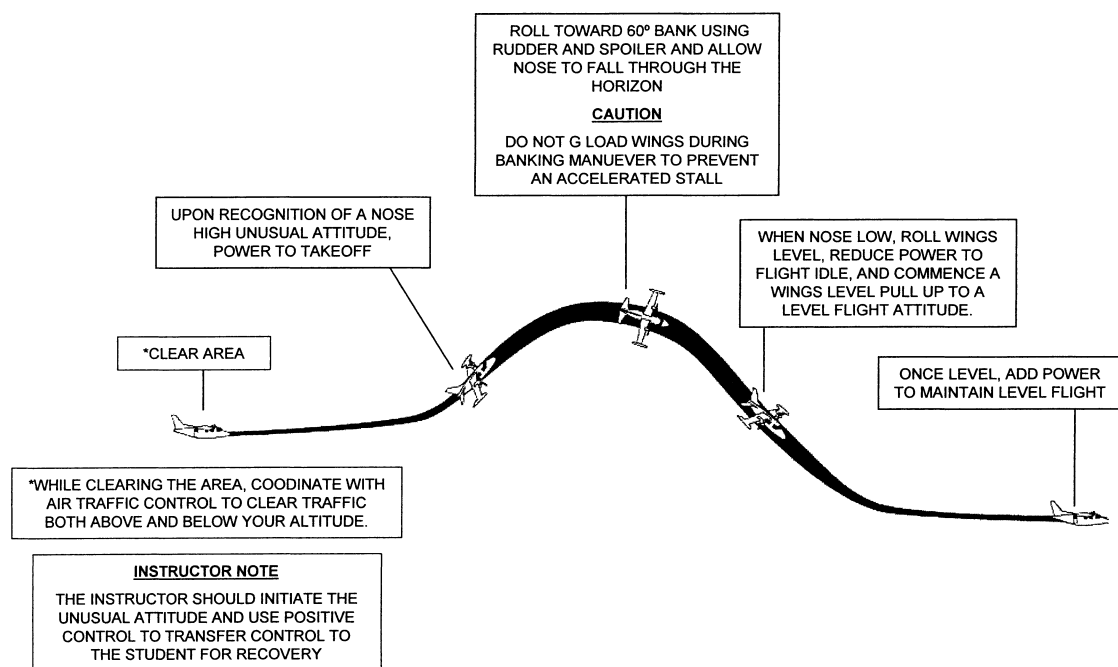 ROLL TOWARD 60º BANK USING
RUDDER AND SPOILER AND ALLOW
NOSE TO FALL THROUGH THE
HORIZON
CAUTION
DO NOT G LOAD WINGS DURING
BANKING MANUEVER TO PREVENT
AN ACCELERATED STALL
UPON RECOGNITION OF A NOSE
HIGH UNUSUAL ATTITUDE,
POWER TO TAKEOFF
WHEN NOSE LOW, ROLL WINGS
LEVEL, REDUCE POWER TO
FLIGHT IDLE, AND COMMENCE A
WINGS LEVEL PULL UP TO A
LEVEL FLIGHT ATTITUDE.
*CLEAR AREA
ONCE LEVEL, ADD POWER
TO MAINTAIN LEVEL FLIGHT
*WHILE CLEARING THE AREA, COODINATE WITH
AIR TRAFFIC CONTROL TO CLEAR TRAFFIC
BOTH ABOVE AND BELOW YOUR ALTITUDE.
INSTRUCTOR NOTE
THE INSTRUCTOR SHOULD INITIATE THE
UNUSUAL ATTITUDE AND USE POSITIVE
CONTROL TO TRANSFER CONTROL TO
THE STUDENT FOR RECOVERY